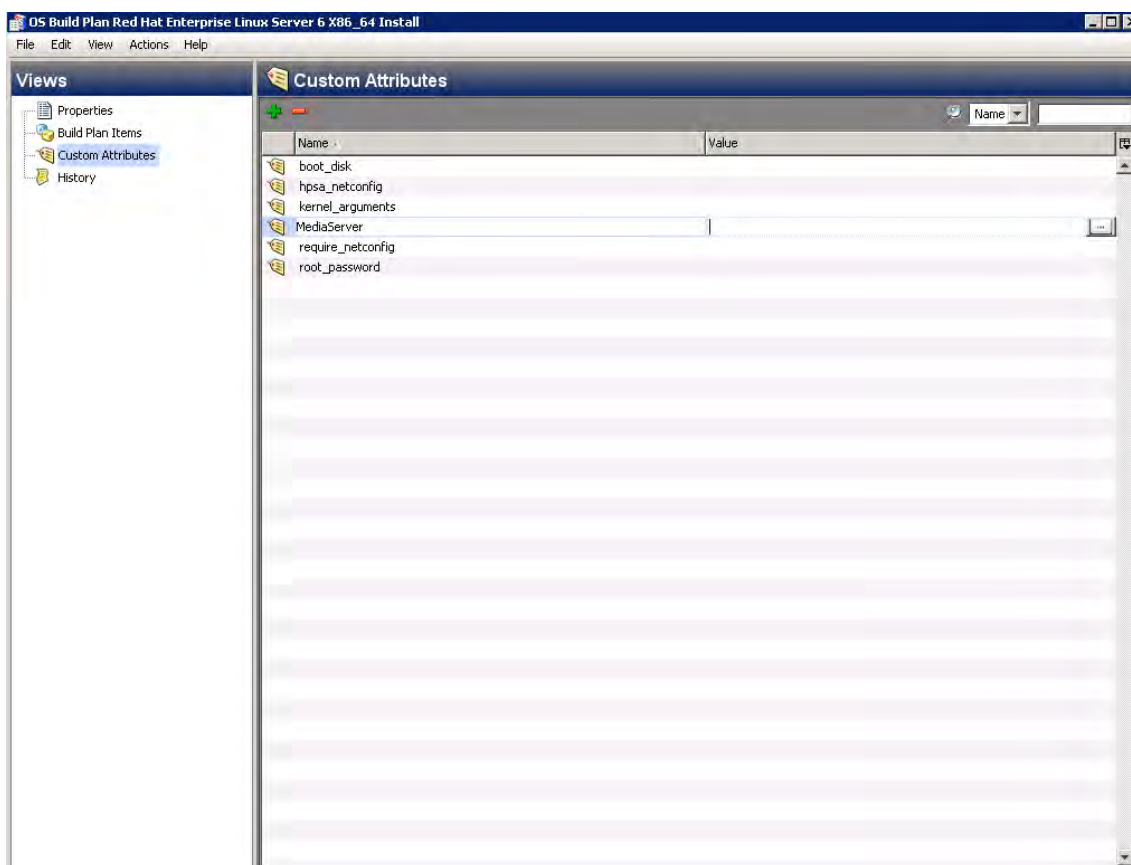 OS Build Plan Red Hat Enterprise Linux Server 6 X86_64 Install
File Edit View Actions Help
Views
Properties
Build Plan Items
Custom Attributes
History
Custom Attributes
Name
Name Value
boot_disk
hpsa_netconfig
kernel_arguments
MediaServer
...
require_netconfig
root_password